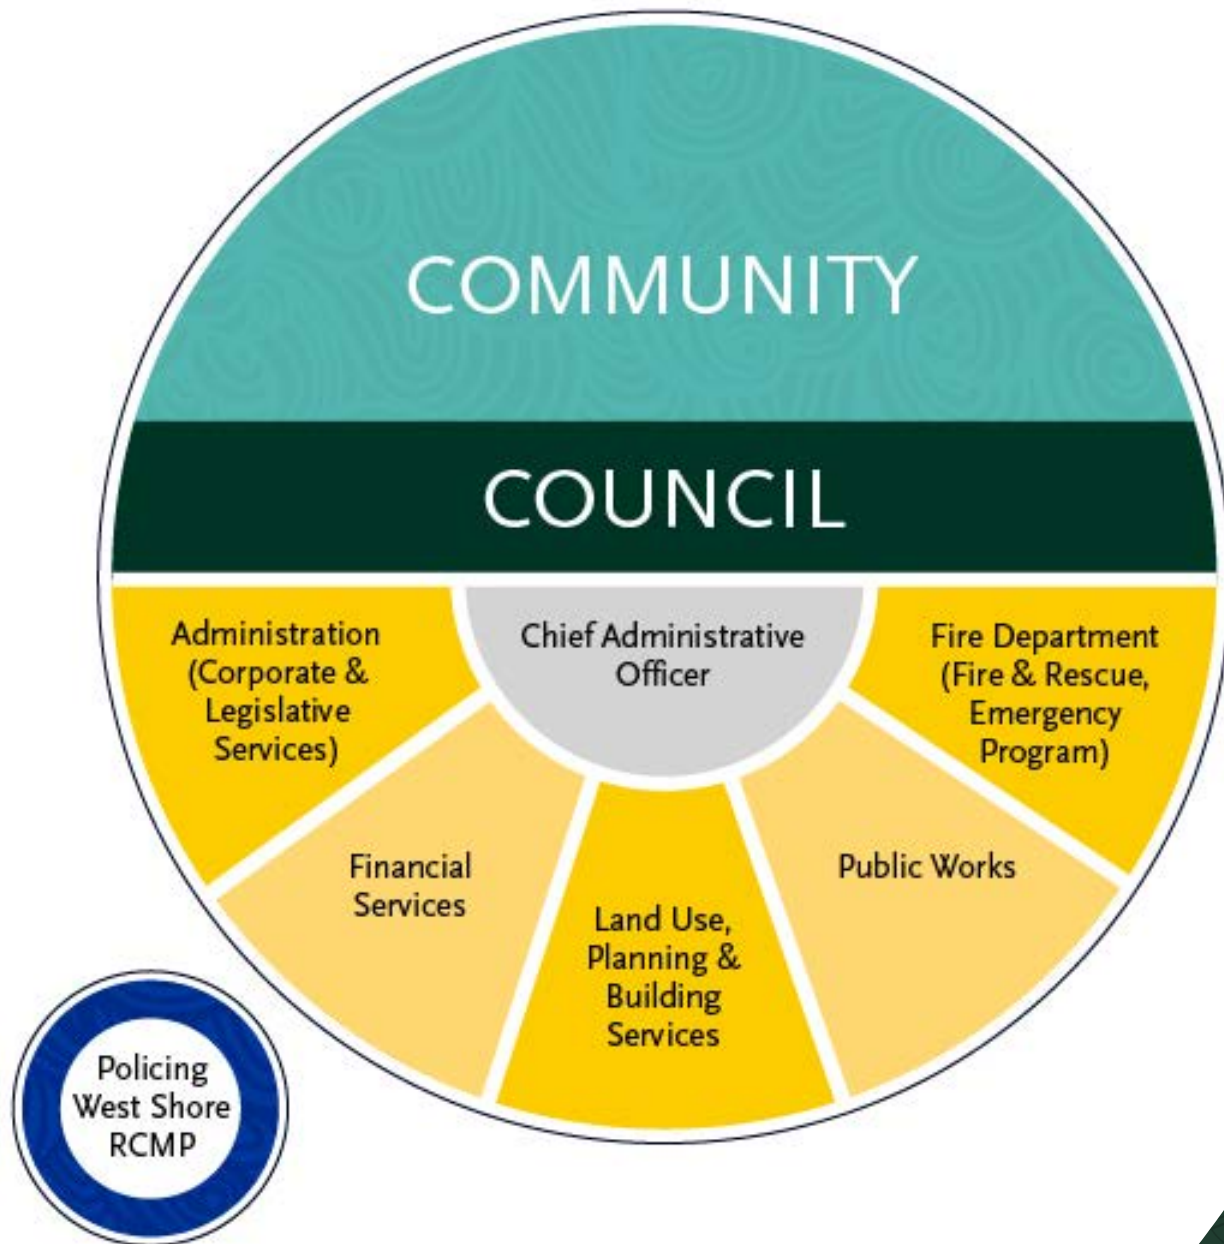 COMMUNITY
COUNCIL
Administration
(Corporate &
Legislative
Services)
Chief Administrative
Officer
Fire Department
(Fire & Rescue,
Emergency
Program)
Financial
Services
Land Use,
Planning &
Building
Services
Public Works
Policing
West Shore
RCMP